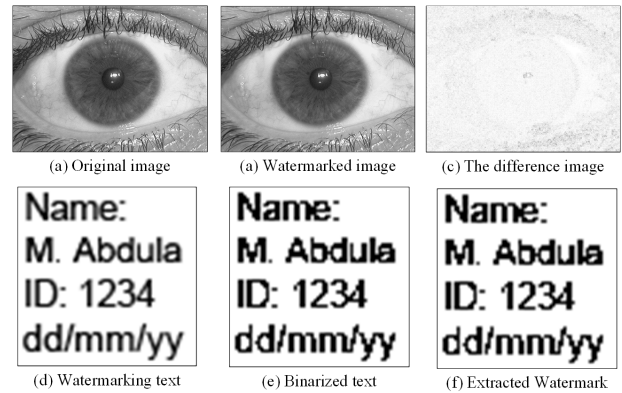 (a) Original image
(a) Watermarked image
(c) The difference image
Name:
M. Abdula
ID: 1234
dd/mm/yy
Name:
M. Abdula
ID: 1234
dd/mm/yy
Name:
M. Abdula
ID: 1234
dd/mm/yy
(d) Watermarking text
(e) Binarized text
(f) Extracted Watermark